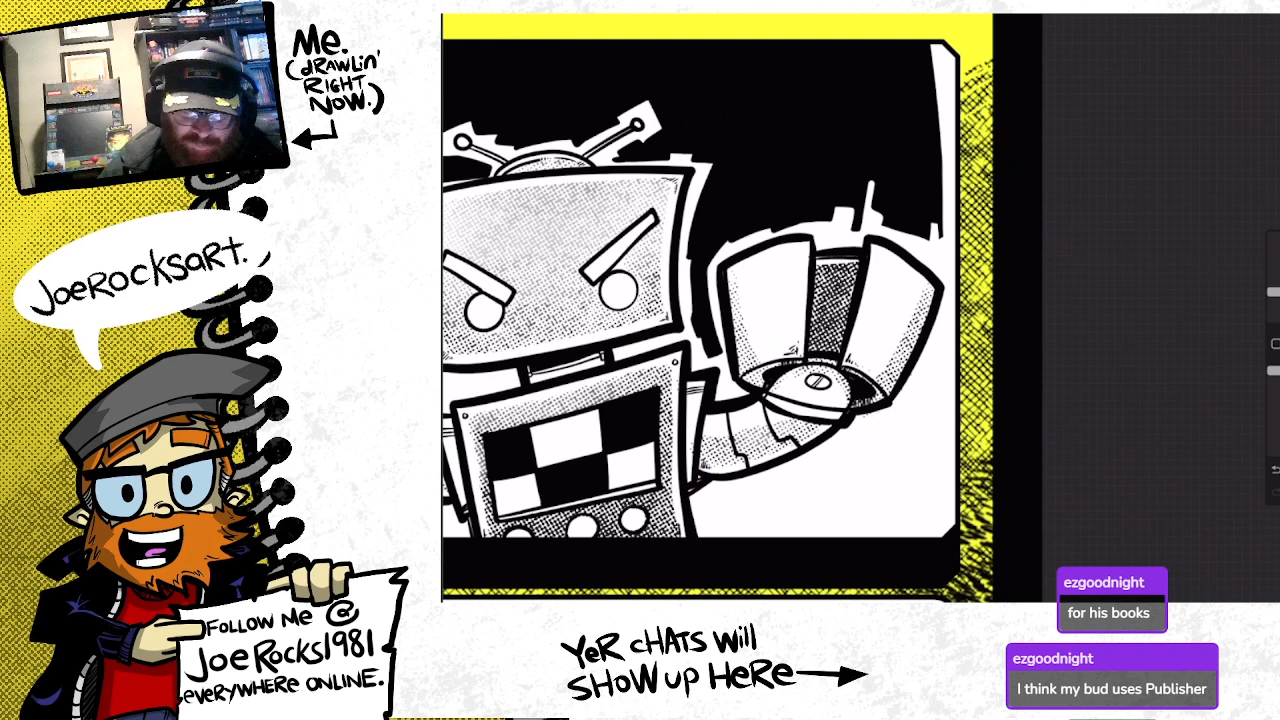 Me.
(dRAWLin'
RIGHT
NOW.)
JoeROCKSaRT.
FOLLOW Me @
JoeRocks1981
eveRYWHeRe ONLINE.
YeR cHATS Will
SHOW up HeRe
ezgoodnight
for his books
ezgoodnight
I think my bud uses Publisher